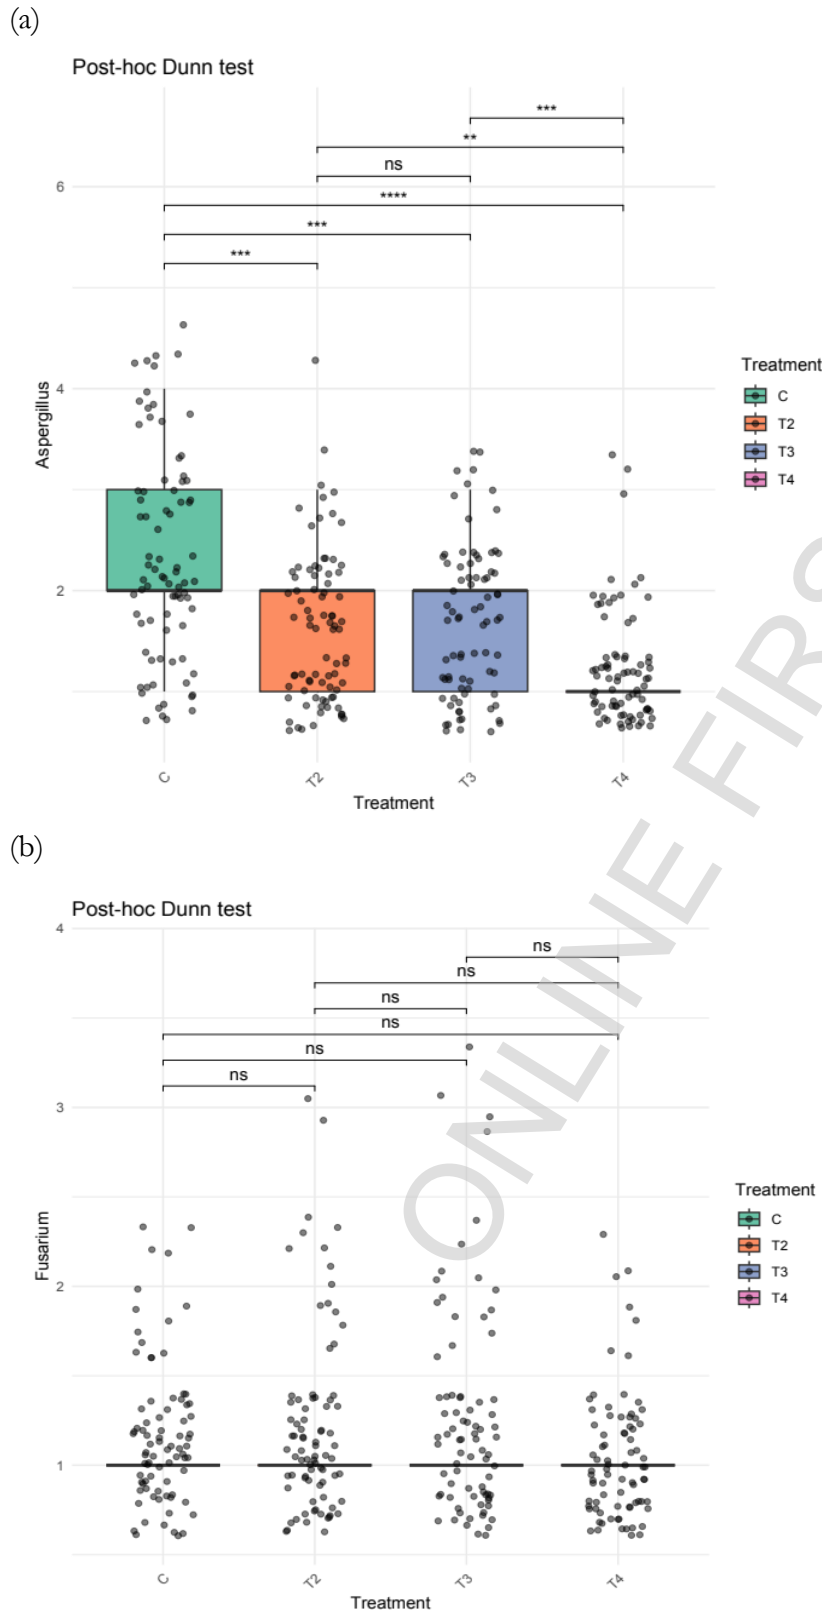 (a)
Post-hoc Dunn test
***
**
ns
****
***
***
6
4
2
Aspergillus
C
T2
T3
T4
Treatment
Treatment
C
T2
T3
T4
(b)
Post-hoc Dunn test
ns
ns
ns
ns
ns
ns
4
3
2
1
Fusarium
C
T2
T3
T4
Treatment
Treatment
C
T2
T3
T4
ONLINE FIRS